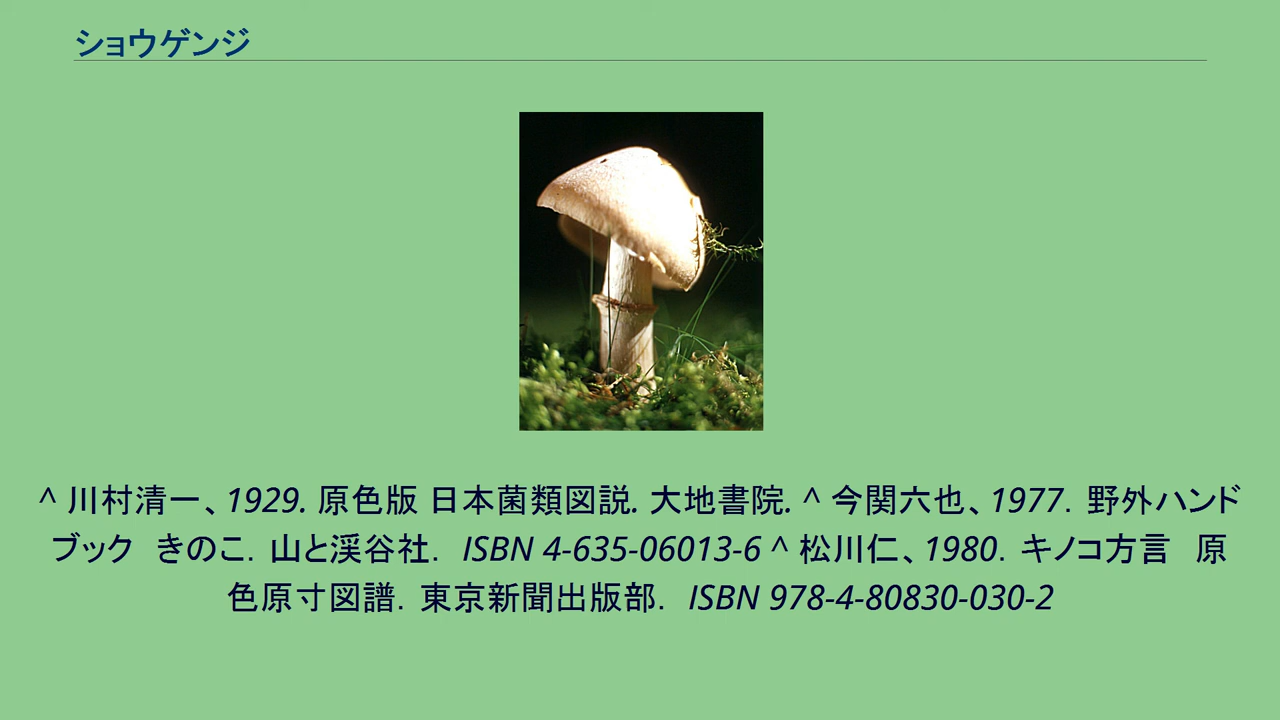 ショウゲンジ
^ 川村清一、1929. 原色版 日本菌類図説. 大地書院. ^ 今関六也、1977．野外ハンド
ブック　きのこ．山と渓谷社．　ISBN 4-635-06013-6 ^ 松川仁、1980．キノコ方言　原
色原寸図譜．東京新聞出版部．　ISBN 978-4-80830-030-2